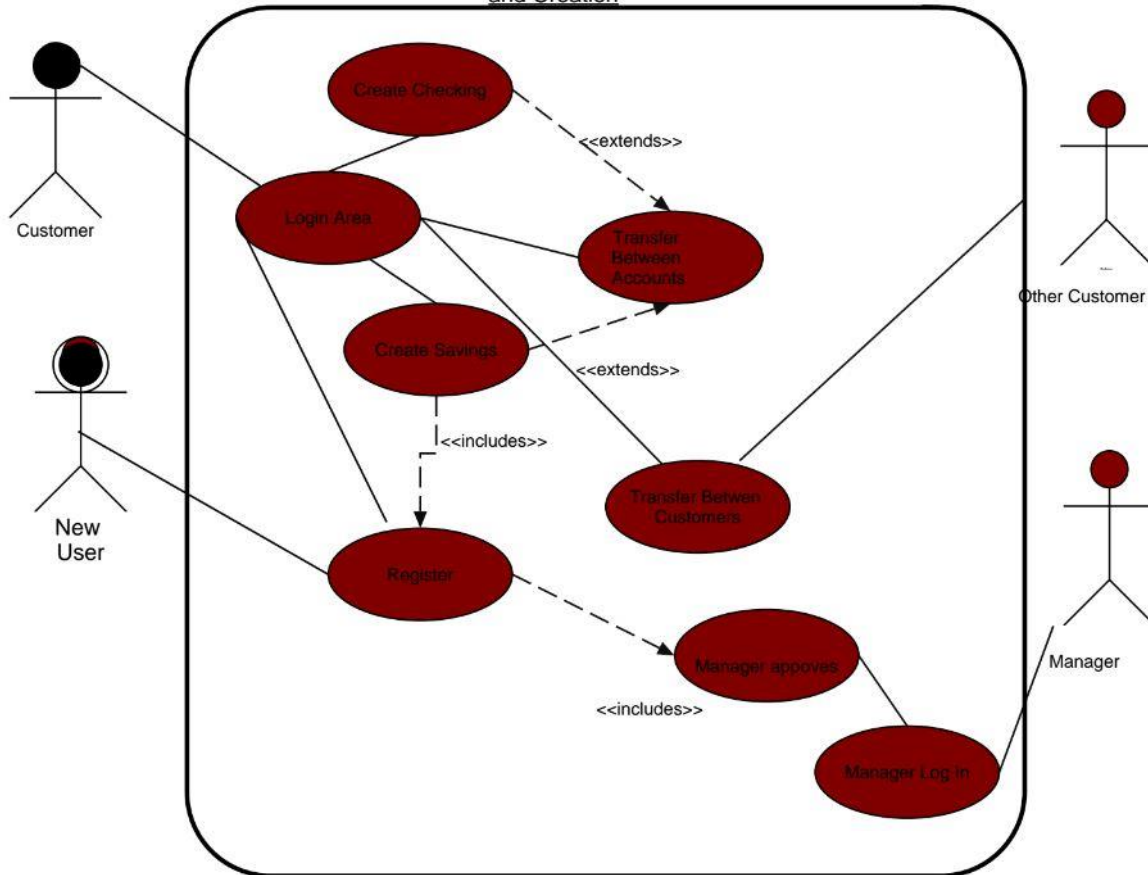 and Creation
Create Checking
<<extends>>
Customer
Login Area
Transfer
Between
Accounts
Other Customer
Create Savings
<<extends>>
<<includes>>
New
User
Transfer Betwen
Customers
Register
Manager appoves
Manager
<<includes>>
Manager Log in